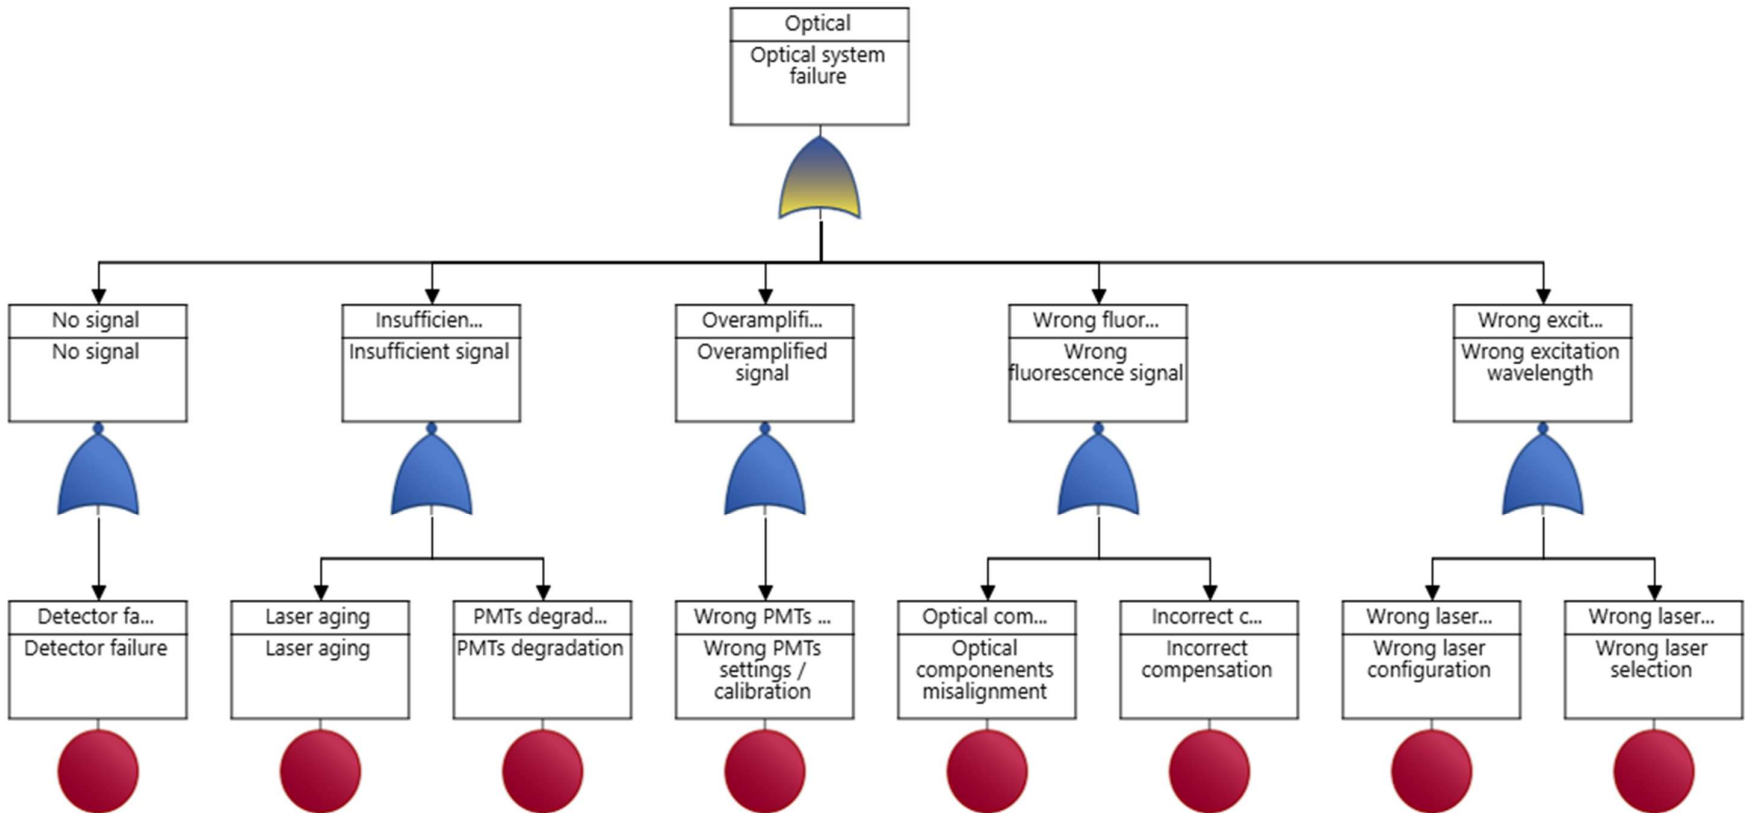 Optical
Optical system
failure
No signal
No signal
Insufficien...
Insufficient signal
Overamplifi...
Overamplified
signal
Wrong fluor...
Wrong
fluorescence signal
Wrong excit...
Wrong excitation
wavelength
Detector fa...
Detector failure
Laser aging
Laser aging
PMTs degrad...
PMTs degradation
Wrong PMTs ...
Wrong PMTs
settings /
calibration
Optical com...
Optical
componenents
misalignment
Incorrect c...
Incorrect
compensation
Wrong laser...
Wrong laser
configuration
Wrong laser...
Wrong laser
selection